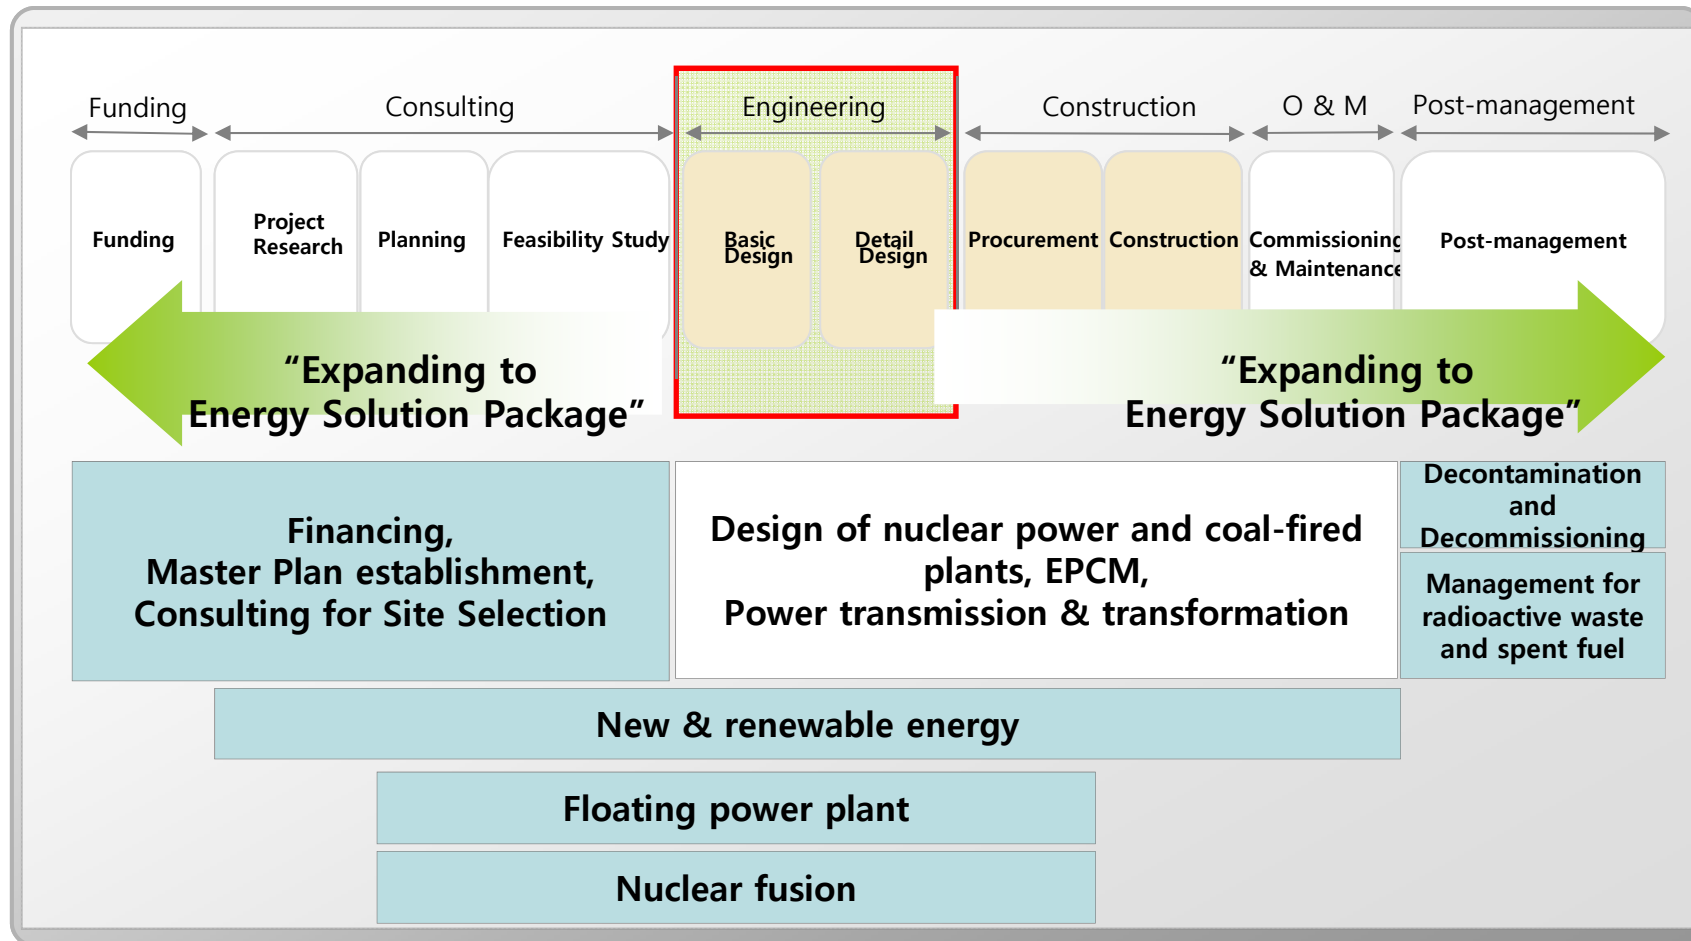 Funding
Consulting
Engineering
Construction
O & M
Post-management
Funding
Project
Research
Planning
Feasibility Study
Basic
Design
Detail
Design
Procurement
Construction
Commissioning
& Maintenance
Post-management
“Expanding to
Energy Solution Package”
“Expanding to
Energy Solution Package”
Financing,
Master Plan establishment,
Consulting for Site Selection
Design of nuclear power and coal-fired
plants, EPCM,
Power transmission & transformation
Decontamination
and
Decommissioning
Management for
radioactive waste
and spent fuel
New & renewable energy
Floating power plant
Nuclear fusion